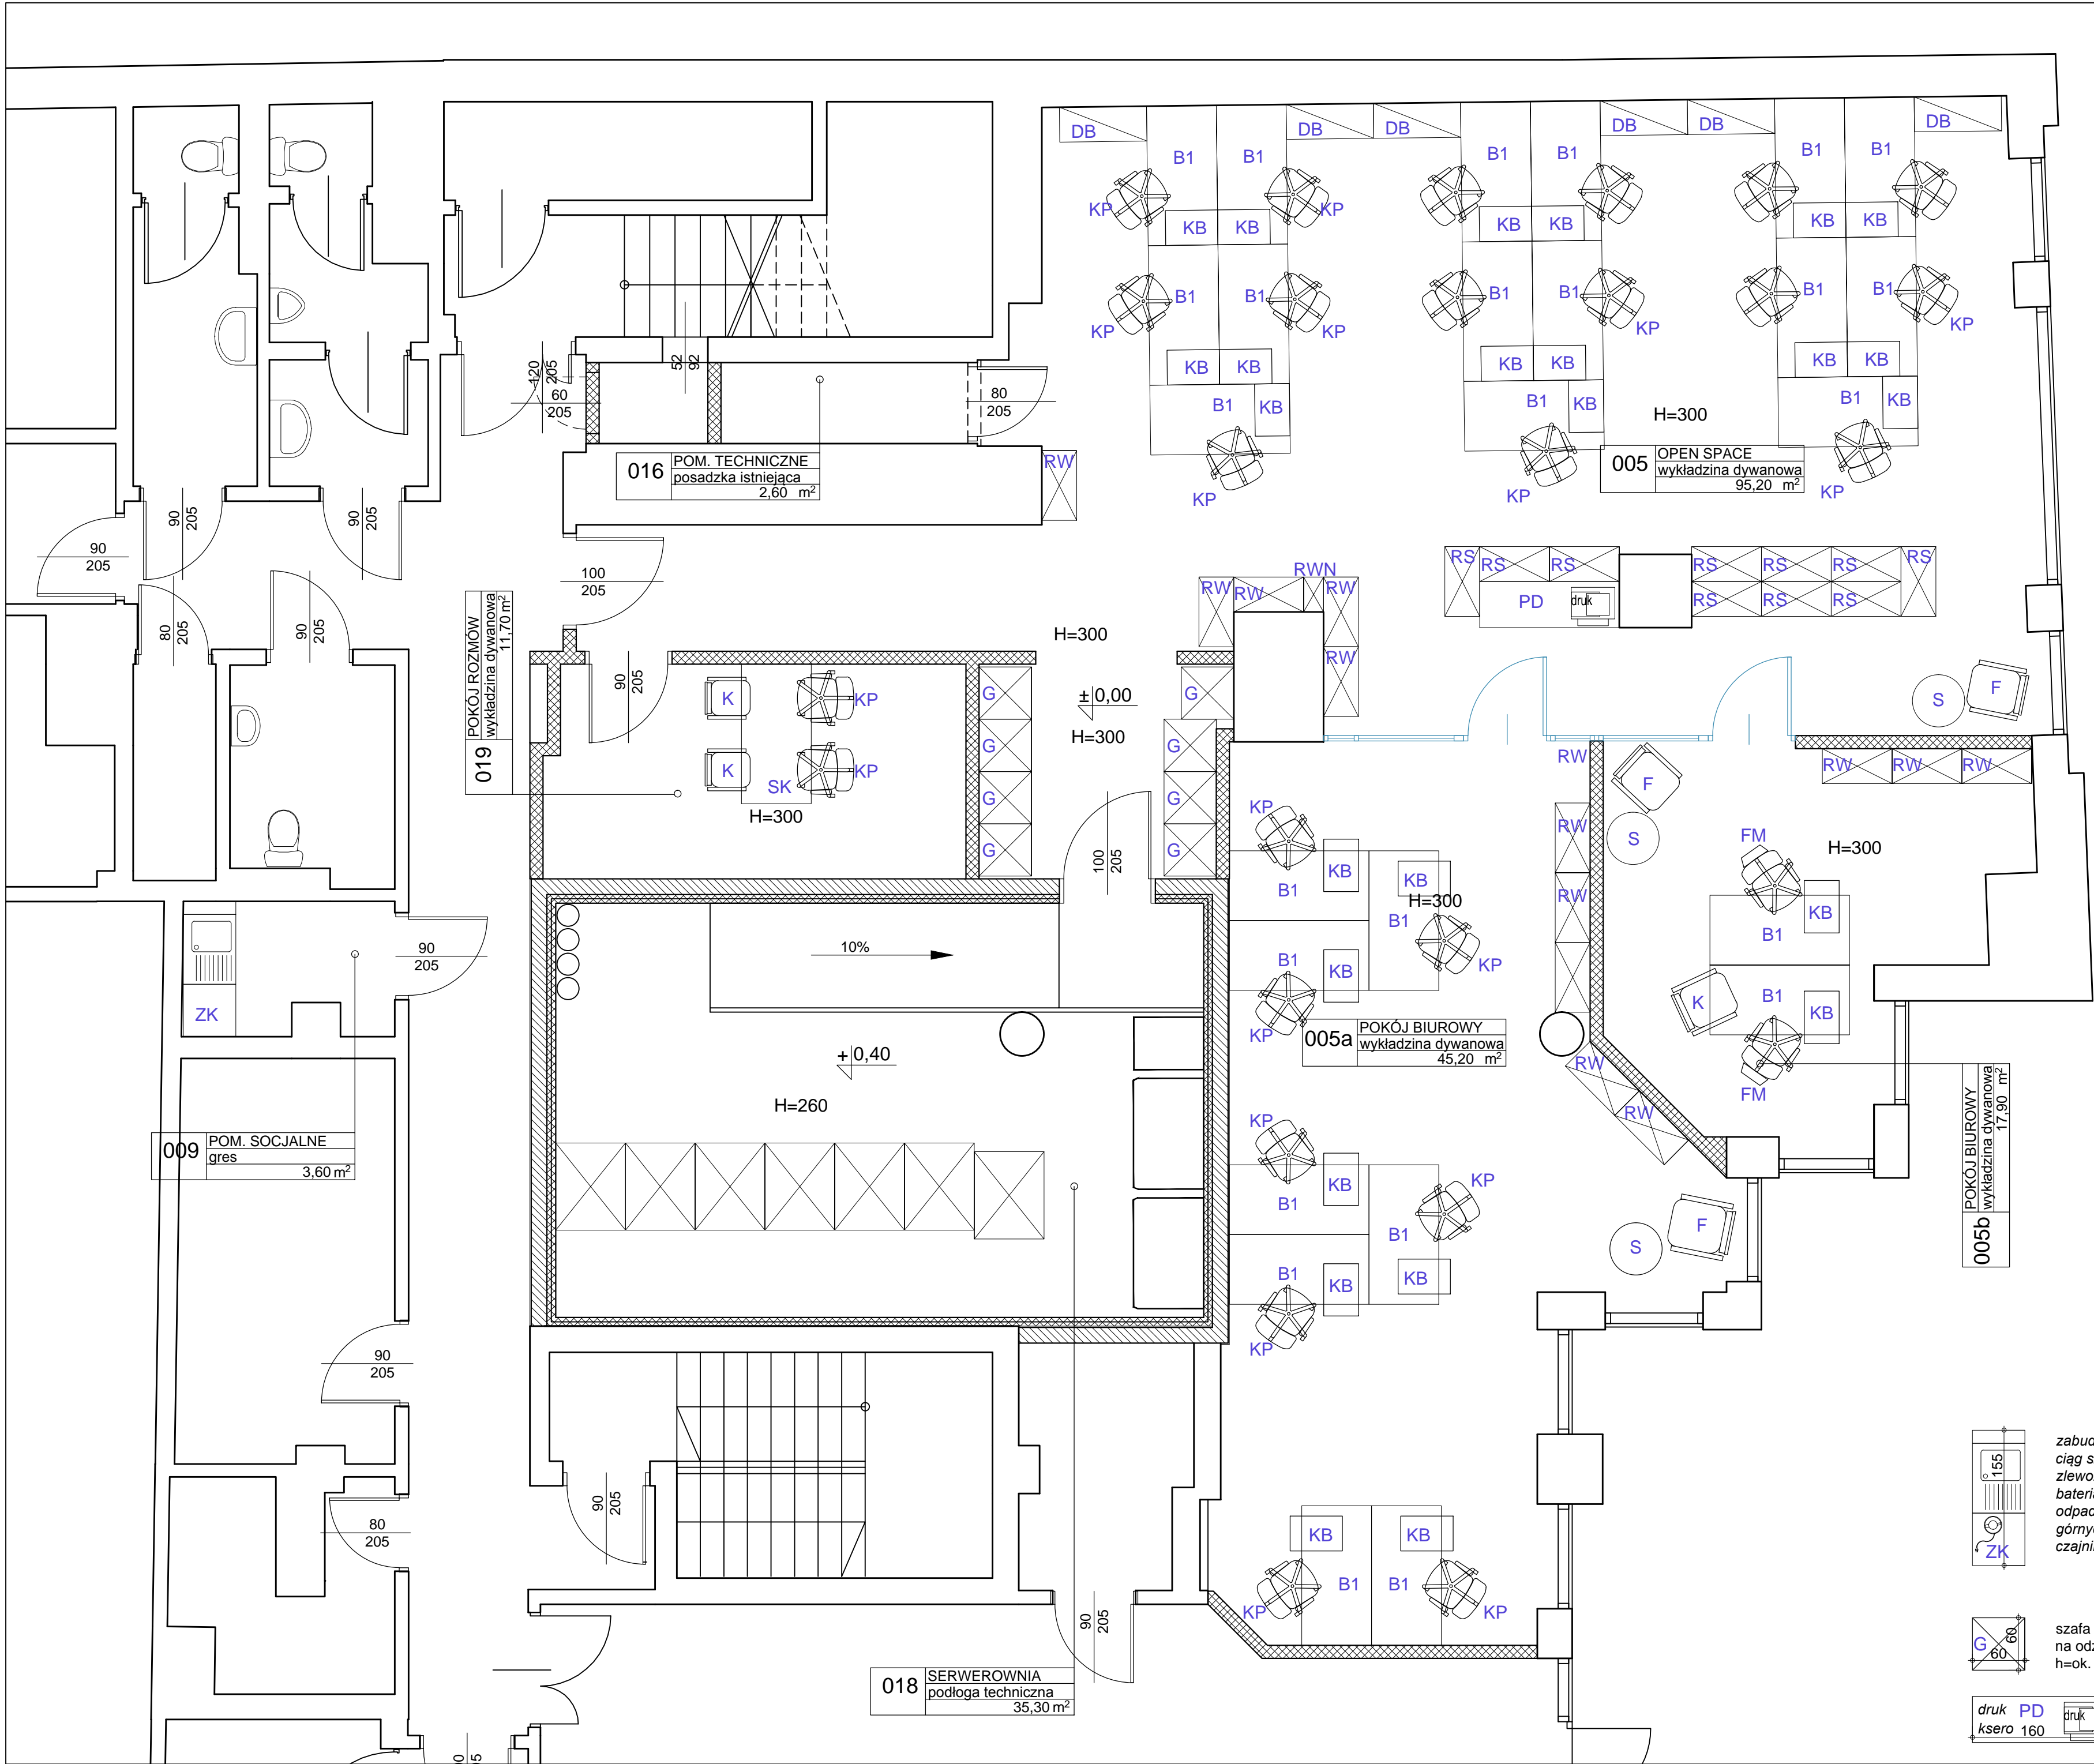 DB
DB
DB
DB
DB
DB
B1
B1
B1
B1
B1
B1
KP
KP
KB
KB
KB
KB
KB
KB
B1
B1
B1
B1
B1
B1
KP
KP
KP
KP
KB
KB
KB
KB
KB
KB
B1
KB
B1
KB
B1
KB
H=300
KP
KP
KP
005
OPEN SPACE
wykładzina dywanowa
95,20 m²
52
92
120
205
60
205
80
205
016
POM. TECHNICZNE
posadzka istniejąca
2,60 m²
RW
90
205
90
205
90
205
80
205
90
205
100
205
019
POKÓJ ROZMÓW
wykładzina dywanowa
11,70 m²
90
205
H=300
RW
RW
RWN
RW
RW
RS
RS
RS
RS
RS
RS
RS
PD
druk
RS
RS
RS
K
KP
K
KP
SK
H=300
G
G
G
G
±0,00
H=300
G
G
G
G
100
205
S
F
RW
RW
RW
RW
F
S
RW
RW
FM
H=300
KB
B1
B1
K
KB
FM
KP
KB
B1
KB
H=300
B1
B1
KB
KP
KP
005a
POKÓJ BIUROWY
wykładzina dywanowa
45,20 m²
RW
RW
005b
POKÓJ BIUROWY
wykładzina dywanowa
17,90 m²
ZK
90
205
10%
+0,40
H=260
009
POM. SOCJALNE
gres
3,60 m²
KP
KB
B1
KP
B1
B1
KB
KB
KP
S
F
90
205
80
205
90
205
90
205
018
SERWEROWNIA
podłoga techniczna
35,30 m²
KB
KB
B1
B1
KP
KP
155
ZK
G
60
60
szafa
h=ok.
druk PD
ksero 160
druk